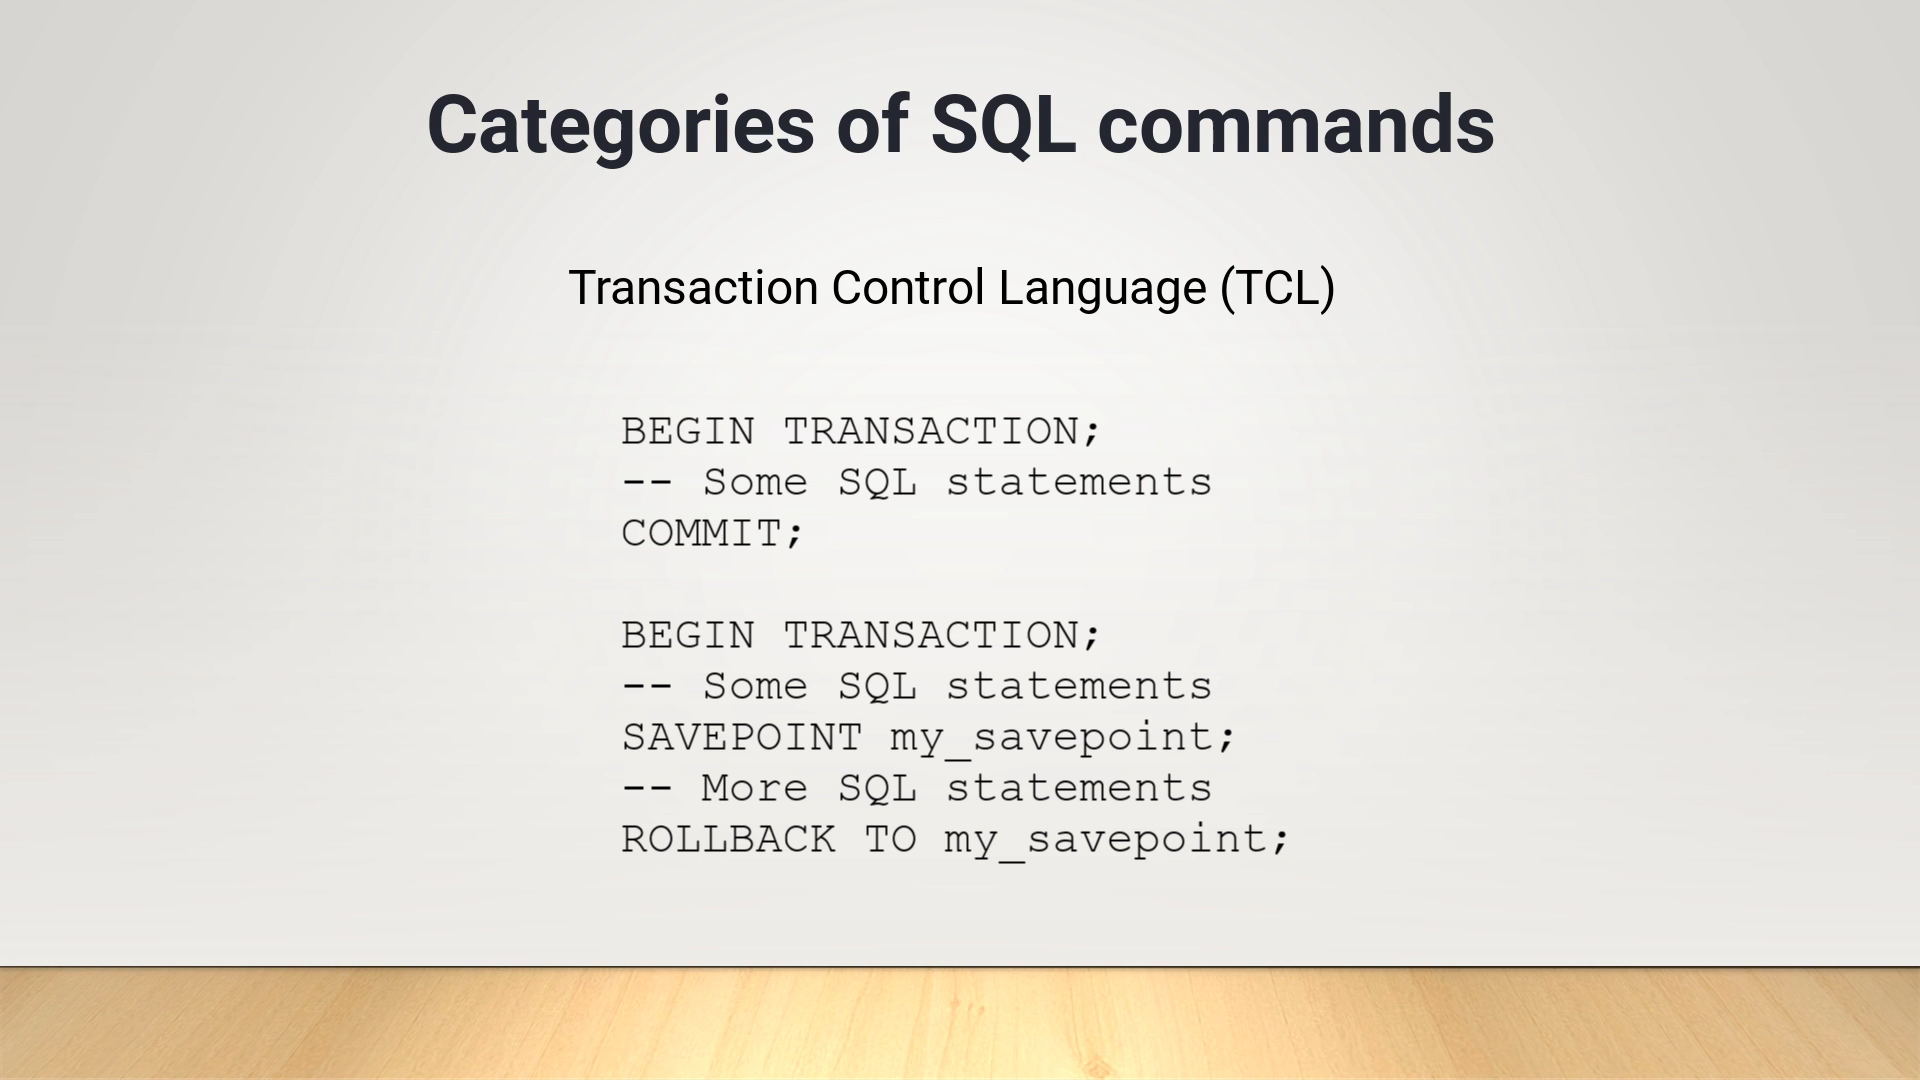 Categories of SQL commands
Transaction Control Language (TCL)
BEGIN TRANSACTION;
-- Some SQL statements
COMMIT;
BEGIN TRANSACTION;
-- Some SQL statements
SAVEPOINT my_savepoint;
-- More SQL statements
ROLLBACK TO my_savepoint;